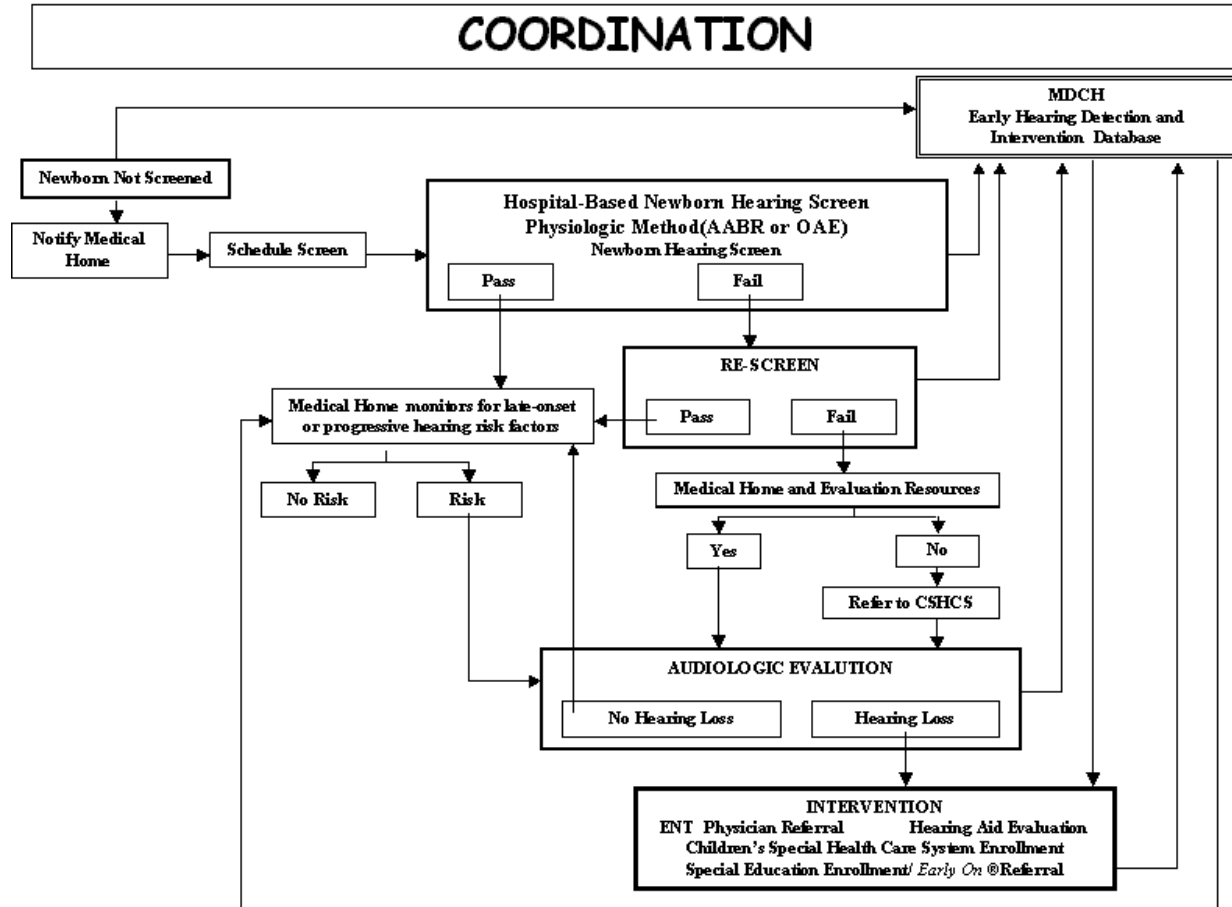 COORDINATION
MDCH
Early Hearing Detection and
Intervention Database
Newborn Not Screened
Notify Medical
Home
Schedule Screen
Hospital-Based Newborn Hearing Screen
Physiologic Method(AABR or OAE)
Newborn Hearing Screen
Pass
Fail
RE-SCREEN
Pass
Fail
Medical Home monitors for late-onset
or progressive hearing risk factors
No Risk
Risk
Medical Home and Evaluation Resources
Yes
No
Refer to CSHCS
AUDIOLOGIC EVALUTION
No Hearing Loss
Hearing Loss
INTERVENTION
ENT Physician Referral Hearing Aid Evaluation
Children's Special Health Care System Enrollment
Special Education Enrollment/ Early On ®Referral